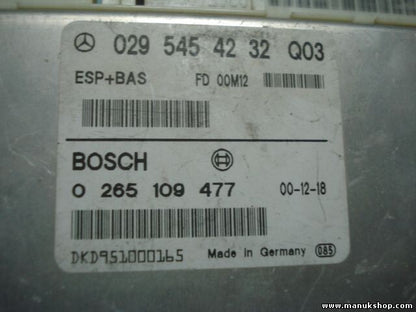 029 545 42 32 Q03
ESP+BAS FD 00M12
BOSCH
0 265 109 477 00-12-18
DKD951000165 Made in Germany 085
www.manukshop.com